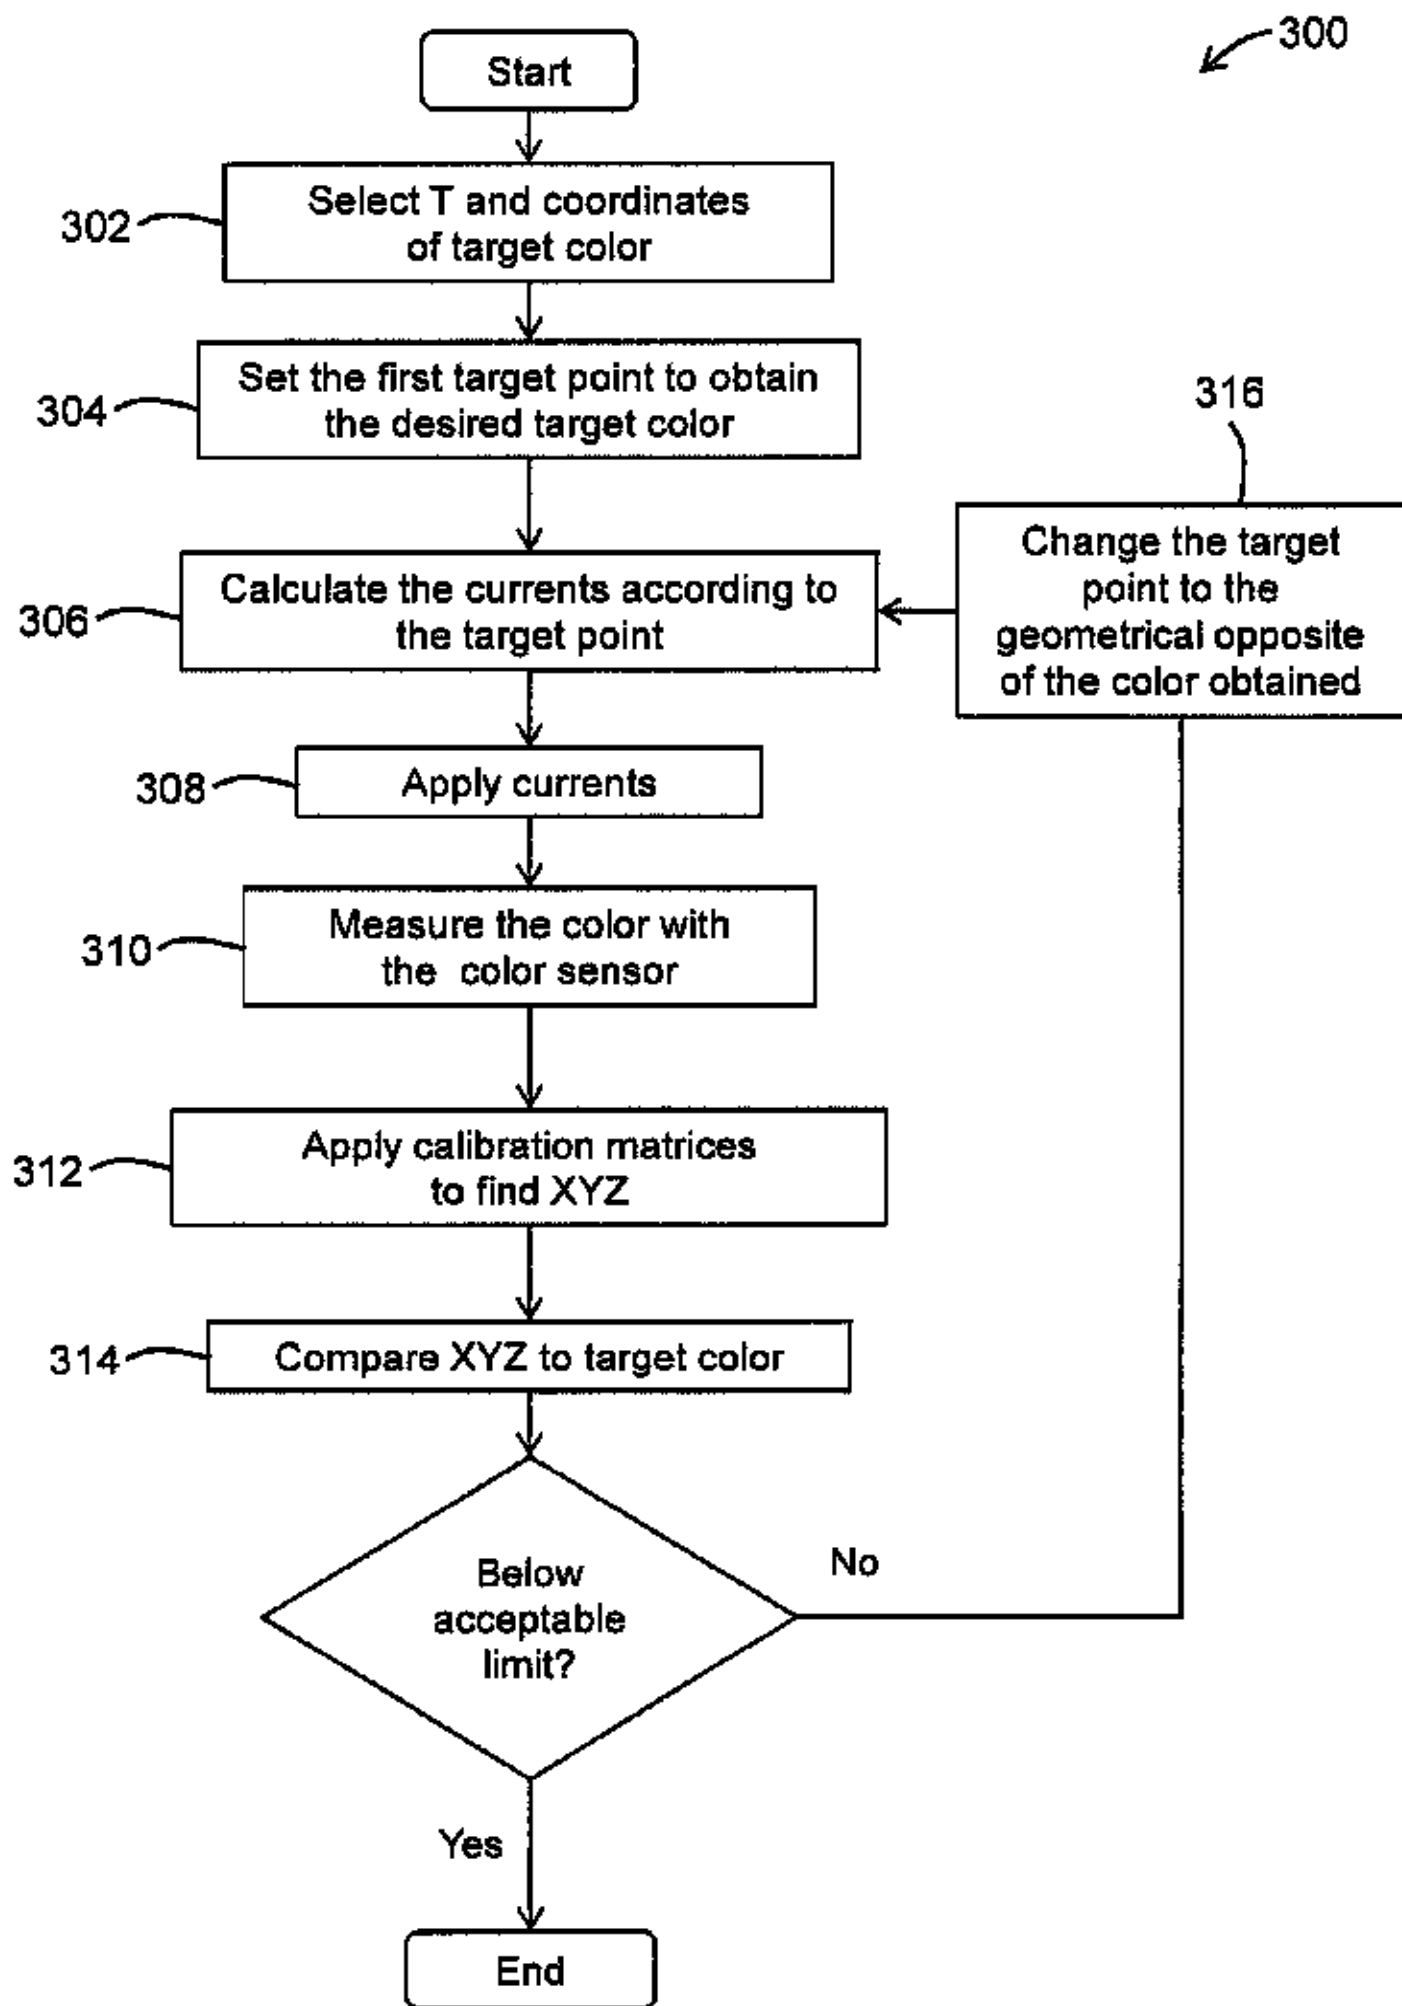 300
Start
302
Select T and coordinates
of target color
304
Set the first target point to obtain
the desired target color
316
Change the target
point to the
geometrical opposite
of the color obtained
306
Calculate the currents according to
the target point
308
Apply currents
310
Measure the color with
the color sensor
312
Apply calibration matrices
to find XYZ
314
Compare XYZ to target color
Below
acceptable
limit?
No
Yes
End